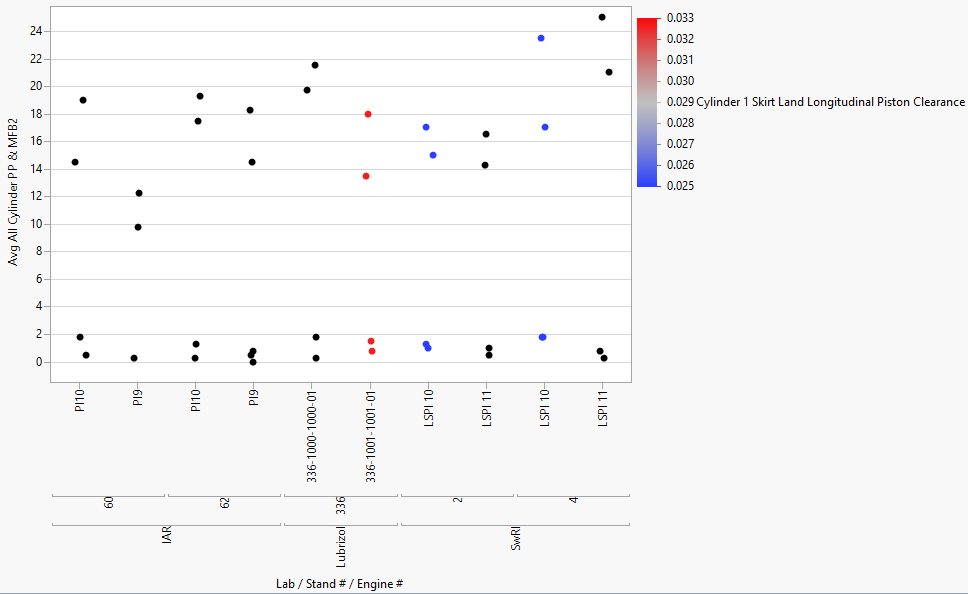 Avg All Cylinder PP & MFB2
24
22
20
18
16
14
12
10
8
6
4
2
0
0.033
0.032
0.031
0.030
0.029
0.028
0.027
0.026
0.025
Cylinder 1 Skirt Land Longitudinal Piston Clearance
PI10
PI9
PI10
PI9
336-1000-1000-01
336-1001-1001-01
LSPI 10
LSPI 11
LSPI 10
LSPI 11
60
62
336
2
4
IAR
Lubrizol
SwRI
Lab / Stand # / Engine #